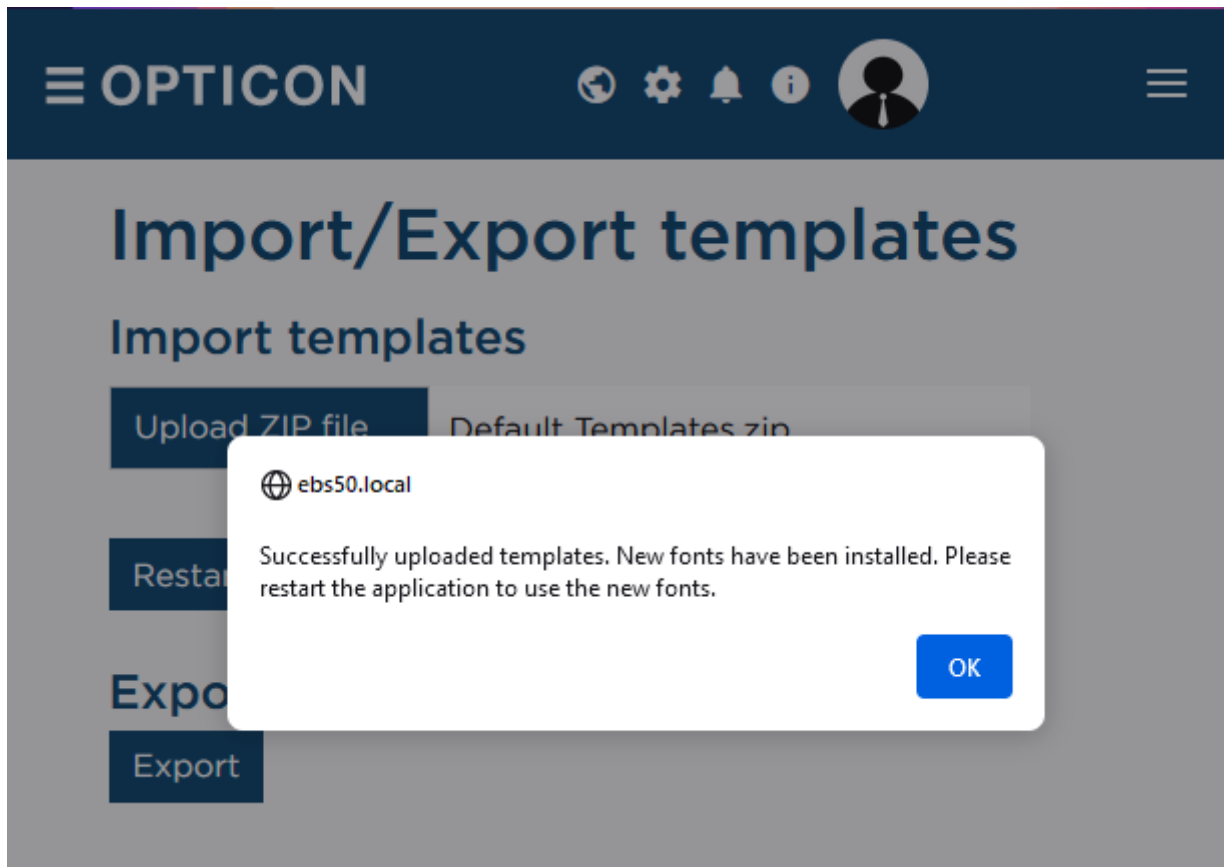 OPTICON
Import/Export templates
Import templates
Upload ZIP file
Default Templates.zip
ebs50.local
Successfully uploaded templates. New fonts have been installed. Please
restart the application to use the new fonts.
OK
Export